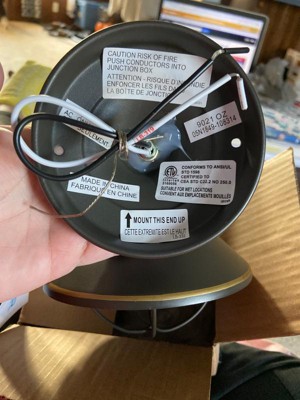 CAUTION RISK OF FIRE
PUSH CONDUCTORS INTO
JUNCTION BOX
ATTENTION - RISQUE D'INCENDIE
ENFONCER LES FILS DANS
LA BOÎTE DE JONCTION
9021 OZ
MADE IN CHINA
FABRIQUÉ EN CHINE
CONFORMS TO ANSI/UL
STD 1598
CERTIFIED TO
CSA STD C22.2 NO 250.0
SUITABLE FOR WET LOCATIONS
CONVIENT AUX EMPLACEMENTS MOUILLÉS
MOUNT THIS END UP
CETTE EXTREMITE EST LE HAUT